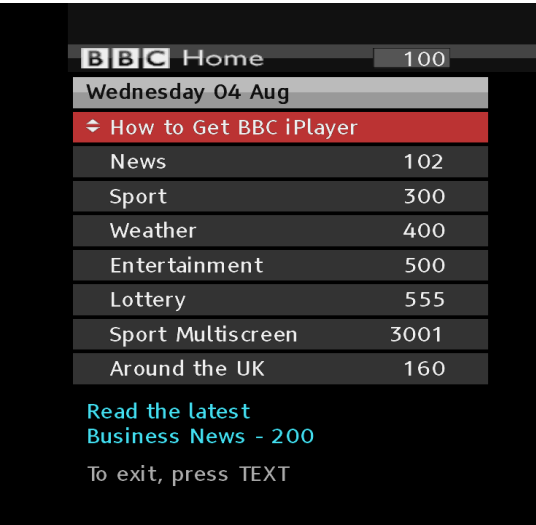 BBC Home 100
Wednesday 04 Aug
How to Get BBC iPlayer
News 102
Sport 300
Weather 400
Entertainment 500
Lottery 555
Sport Multiscreen 3001
Around the UK 160
Read the latest
Business News - 200
To exit, press TEXT